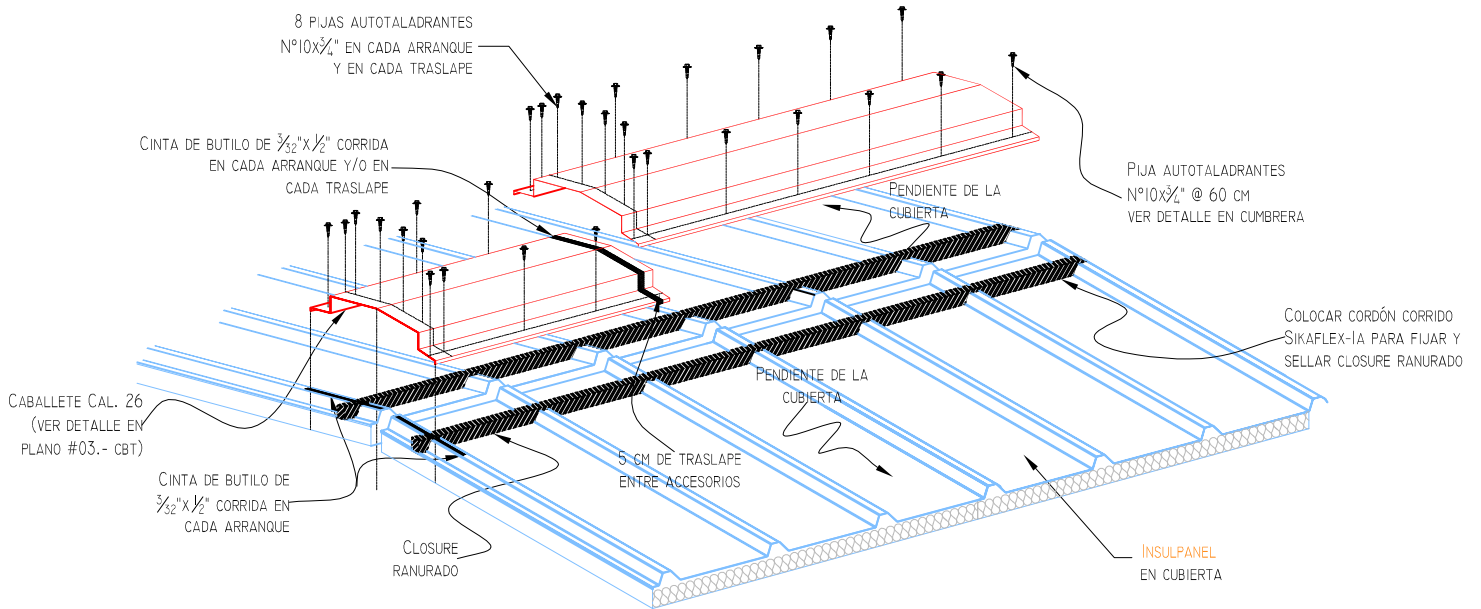 8 PIJAS AUTOTALADRANTES
N°10X3/4" EN CADA ARRANQUE
Y EN CADA TRASLAPE
CINTA DE BUTILO DE 3/32"X1/2" CORRIDA
EN CADA ARRANQUE Y/O EN
CADA TRASLAPE
PENDIENTE DE LA
CUBIERTA
PIJA AUTOTALADRANTES
N°10X3/4" @ 60 CM
VER DETALLE EN CUMBRERA
COLOCAR CORDÓN CORRIDO
SIKAFLEX-1A PARA FIJAR Y
SELLAR CLOSURE RANURADO
PENDIENTE DE LA
CUBIERTA
CABALLETE CAL. 26
(VER DETALLE EN
PLANO #03.- CBT)
5 CM DE TRASLAPE
ENTRE ACCESORIOS
CINTA DE BUTILO DE
3/32"X1/2" CORRIDA EN
CADA ARRANQUE
CLOSURE
RANURADO
INSULPANEL
EN CUBIERTA